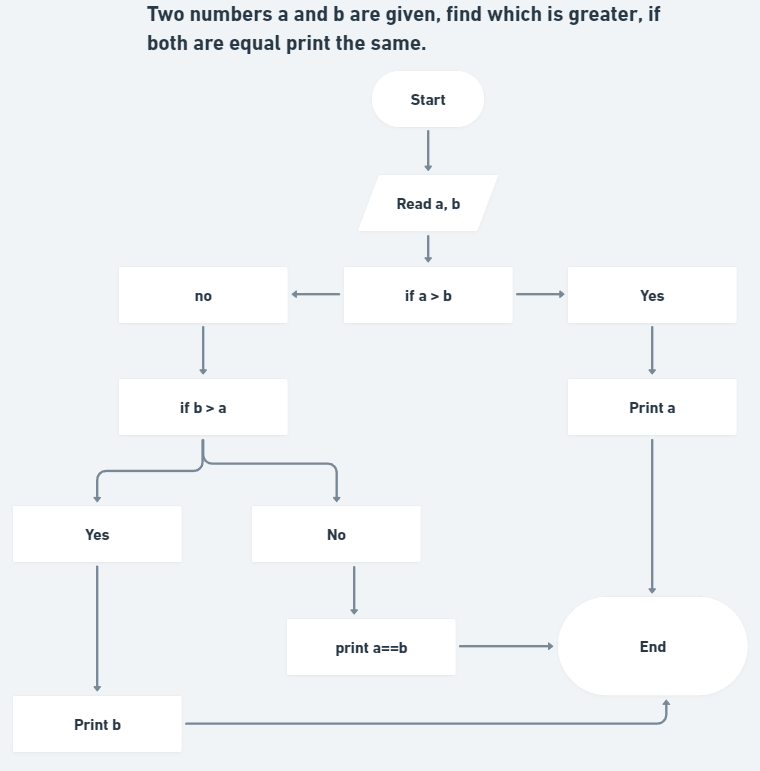 Two numbers a and b are given, find which is greater, if
both are equal print the same.
Start
Read a, b
no
if a > b
Yes
if b > a
Print a
Yes
No
print a==b
End
Print b